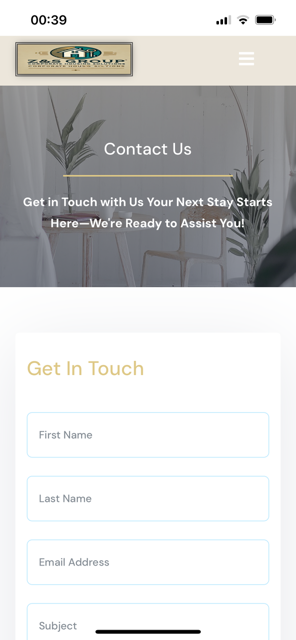 00:39
Z&S GROUP
Contact Us
Get in Touch with Us Your Next Stay Starts
Here—We're Ready to Assist You!
Get In Touch
First Name
Last Name
Email Address
Subject